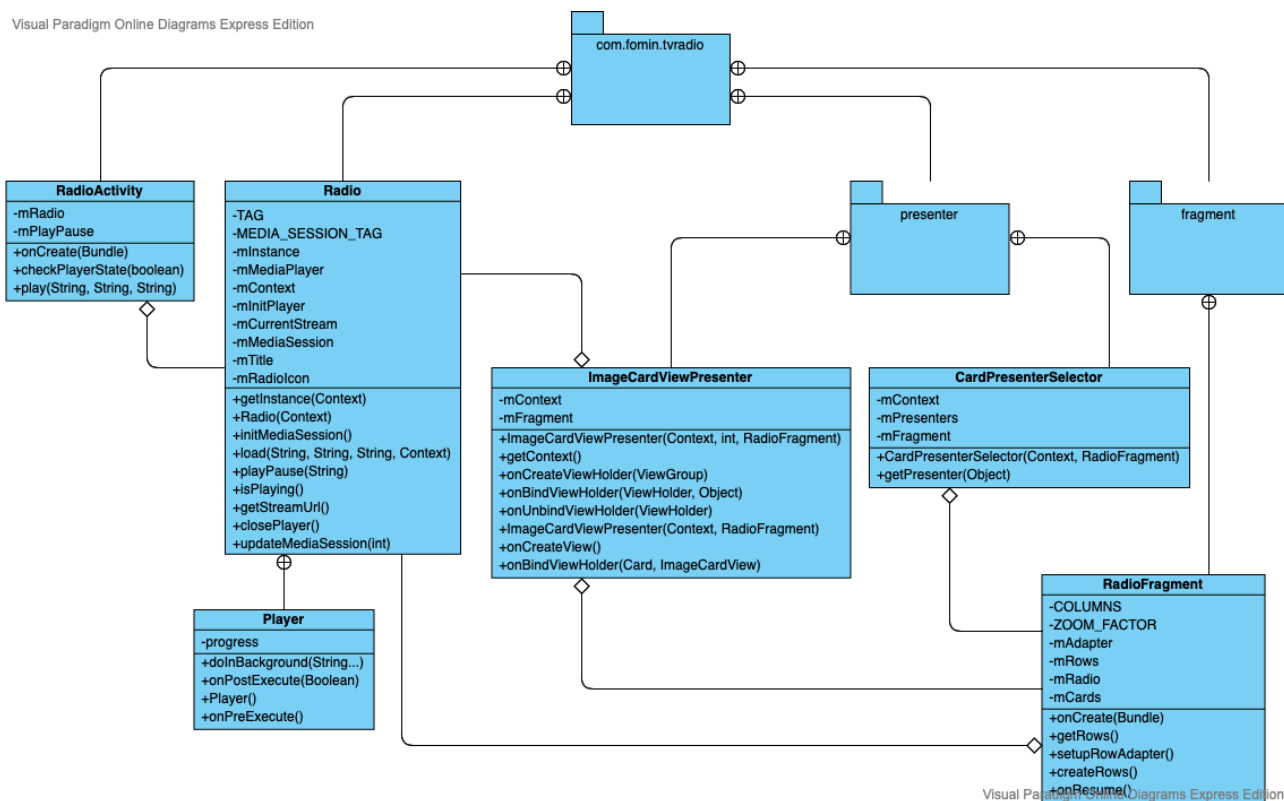 Visual Paradigm Online Diagrams Express Edition
com.fomin.tvradio
RadioActivity
-mRadio
-mPlayPause
+onCreate(Bundle)
+checkPlayerState(boolean)
+play(String, String, String)
Radio
-TAG
-MEDIA_SESSION_TAG
-mInstance
-mMediaPlayer
-mContext
-mInitPlayer
-mCurrentStream
-mMediaSession
-mTitle
-mRadioIcon
+getInstance(Context)
+Radio(Context)
+initMediaSession()
+load(String, String, String, Context)
+playPause(String)
+isPlaying()
+getStreamUrl()
+closePlayer()
+updateMediaSession(int)
presenter
fragment
ImageCardViewPresenter
-mContext
-mFragment
+ImageCardViewPresenter(Context, int, RadioFragment)
+getContext()
+onCreateViewHolder(ViewGroup)
+onBindViewHolder(ViewHolder, Object)
+onUnbindViewHolder(ViewHolder)
+ImageCardViewPresenter(Context, RadioFragment)
+onCreateView()
+onBindViewHolder(Card, ImageCardView)
CardPresenterSelector
-mContext
-mPresenters
-mFragment
+CardPresenterSelector(Context, RadioFragment)
+getPresenter(Object)
Player
-progress
+doInBackground(String...)
+onPostExecute(Boolean)
+Player()
+onPreExecute()
RadioFragment
-COLUMNS
-ZOOM_FACTOR
-mAdapter
-mRows
-mRadio
-mCards
+onCreate(Bundle)
+getRows()
+setupRowAdapter()
+createRows()
+onResume()
Visual Paradigm Online Diagrams Express Edition